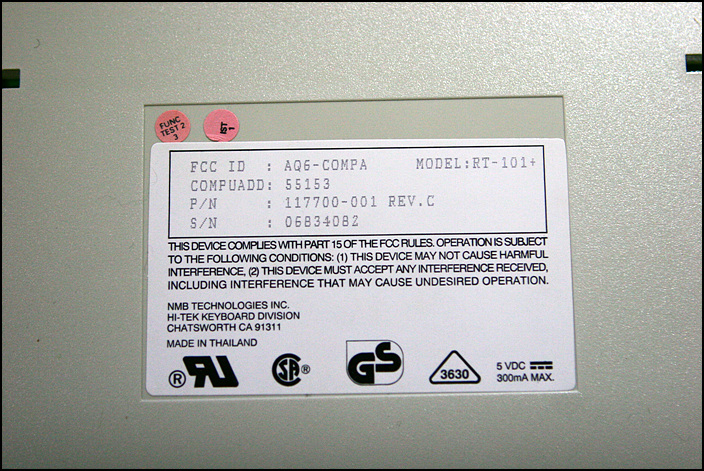 FUNC
TEST 2
3
IST
1
FCC ID : AQ6-COMPA MODEL:RT-101+
COMPUADD: 55153
P/N : 117700-001 REV.C
S/N : 06834082
THIS DEVICE COMPLIES WITH PART 15 OF THE FCC RULES. OPERATION IS SUBJECT
TO THE FOLLOWING CONDITIONS: (1) THIS DEVICE MAY NOT CAUSE HARMFUL
INTERFERENCE, (2) THIS DEVICE MUST ACCEPT ANY INTERFERENCE RECEIVED,
INCLUDING INTERFERENCE THAT MAY CAUSE UNDESIRED OPERATION.
NMB TECHNOLOGIES INC.
HI-TEK KEYBOARD DIVISION
CHATSWORTH CA 91311
MADE IN THAILAND
® RU SA ® GS 3630 5 VDC
300mA MAX.